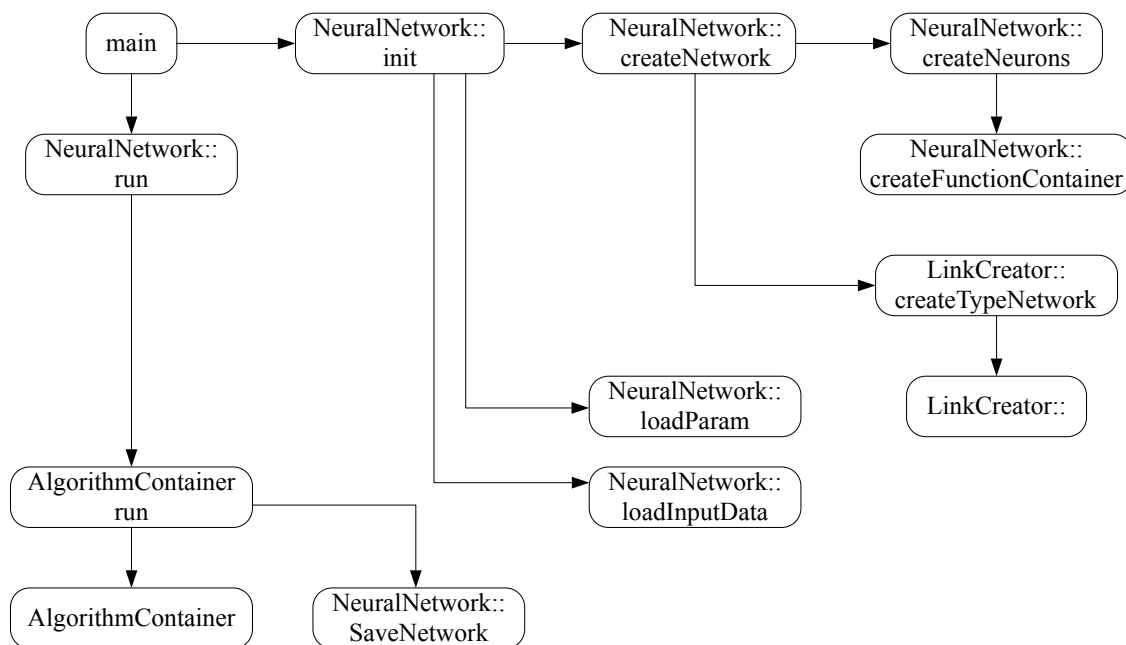 main
NeuralNetwork::
init
NeuralNetwork::
createNetwork
NeuralNetwork::
createNeurons
NeuralNetwork::
run
NeuralNetwork::
createFunctionContainer
LinkCreator::
createTypeNetwork
NeuralNetwork::
loadParam
LinkCreator::
AlgorithmContainer
run
NeuralNetwork::
loadInputData
AlgorithmContainer
NeuralNetwork::
SaveNetwork